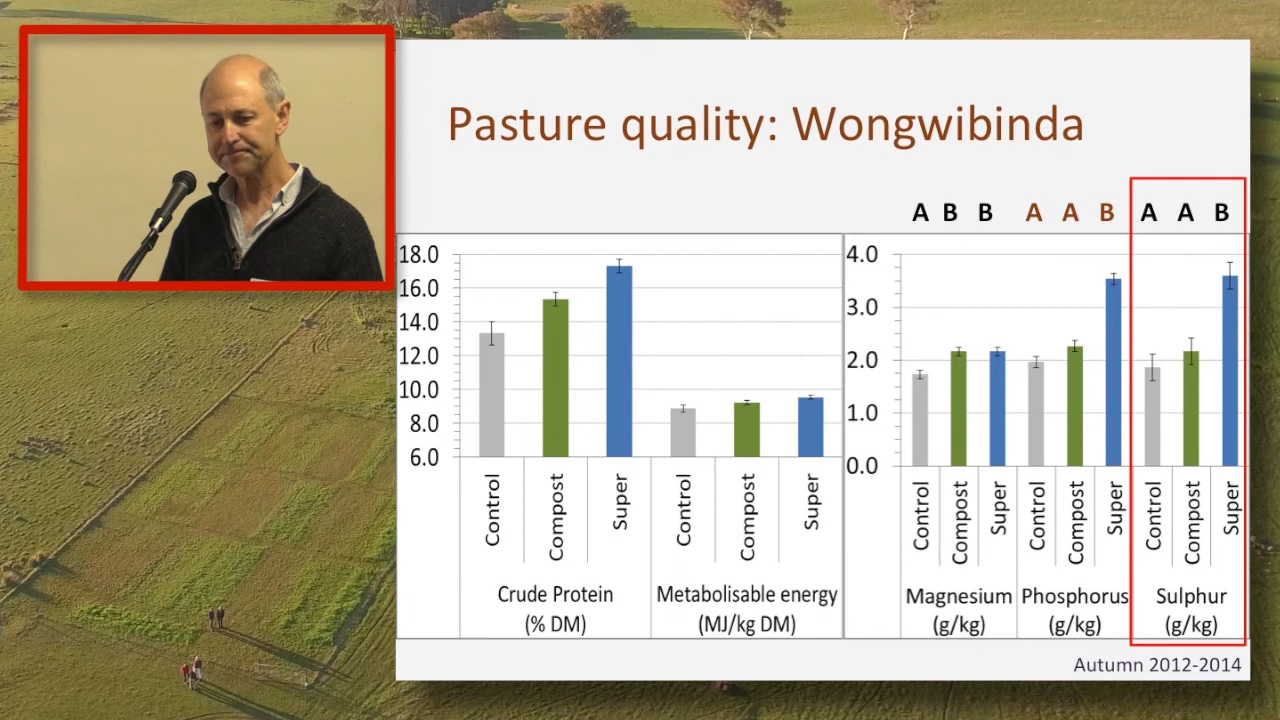 Pasture quality: Wongwibinda
A B B A A B A A B
18.0
16.0
14.0
12.0
10.0
8.0
6.0
Control
Compost
Super
Control
Compost
Super
Crude Protein
(% DM)
Metabolisable energy
(MJ/kg DM)
4.0
3.0
2.0
1.0
0.0
Control
Compost
Super
Control
Compost
Super
Control
Compost
Super
Magnesium
(g/kg)
Phosphorus
(g/kg)
Sulphur
(g/kg)
Autumn 2012-2014